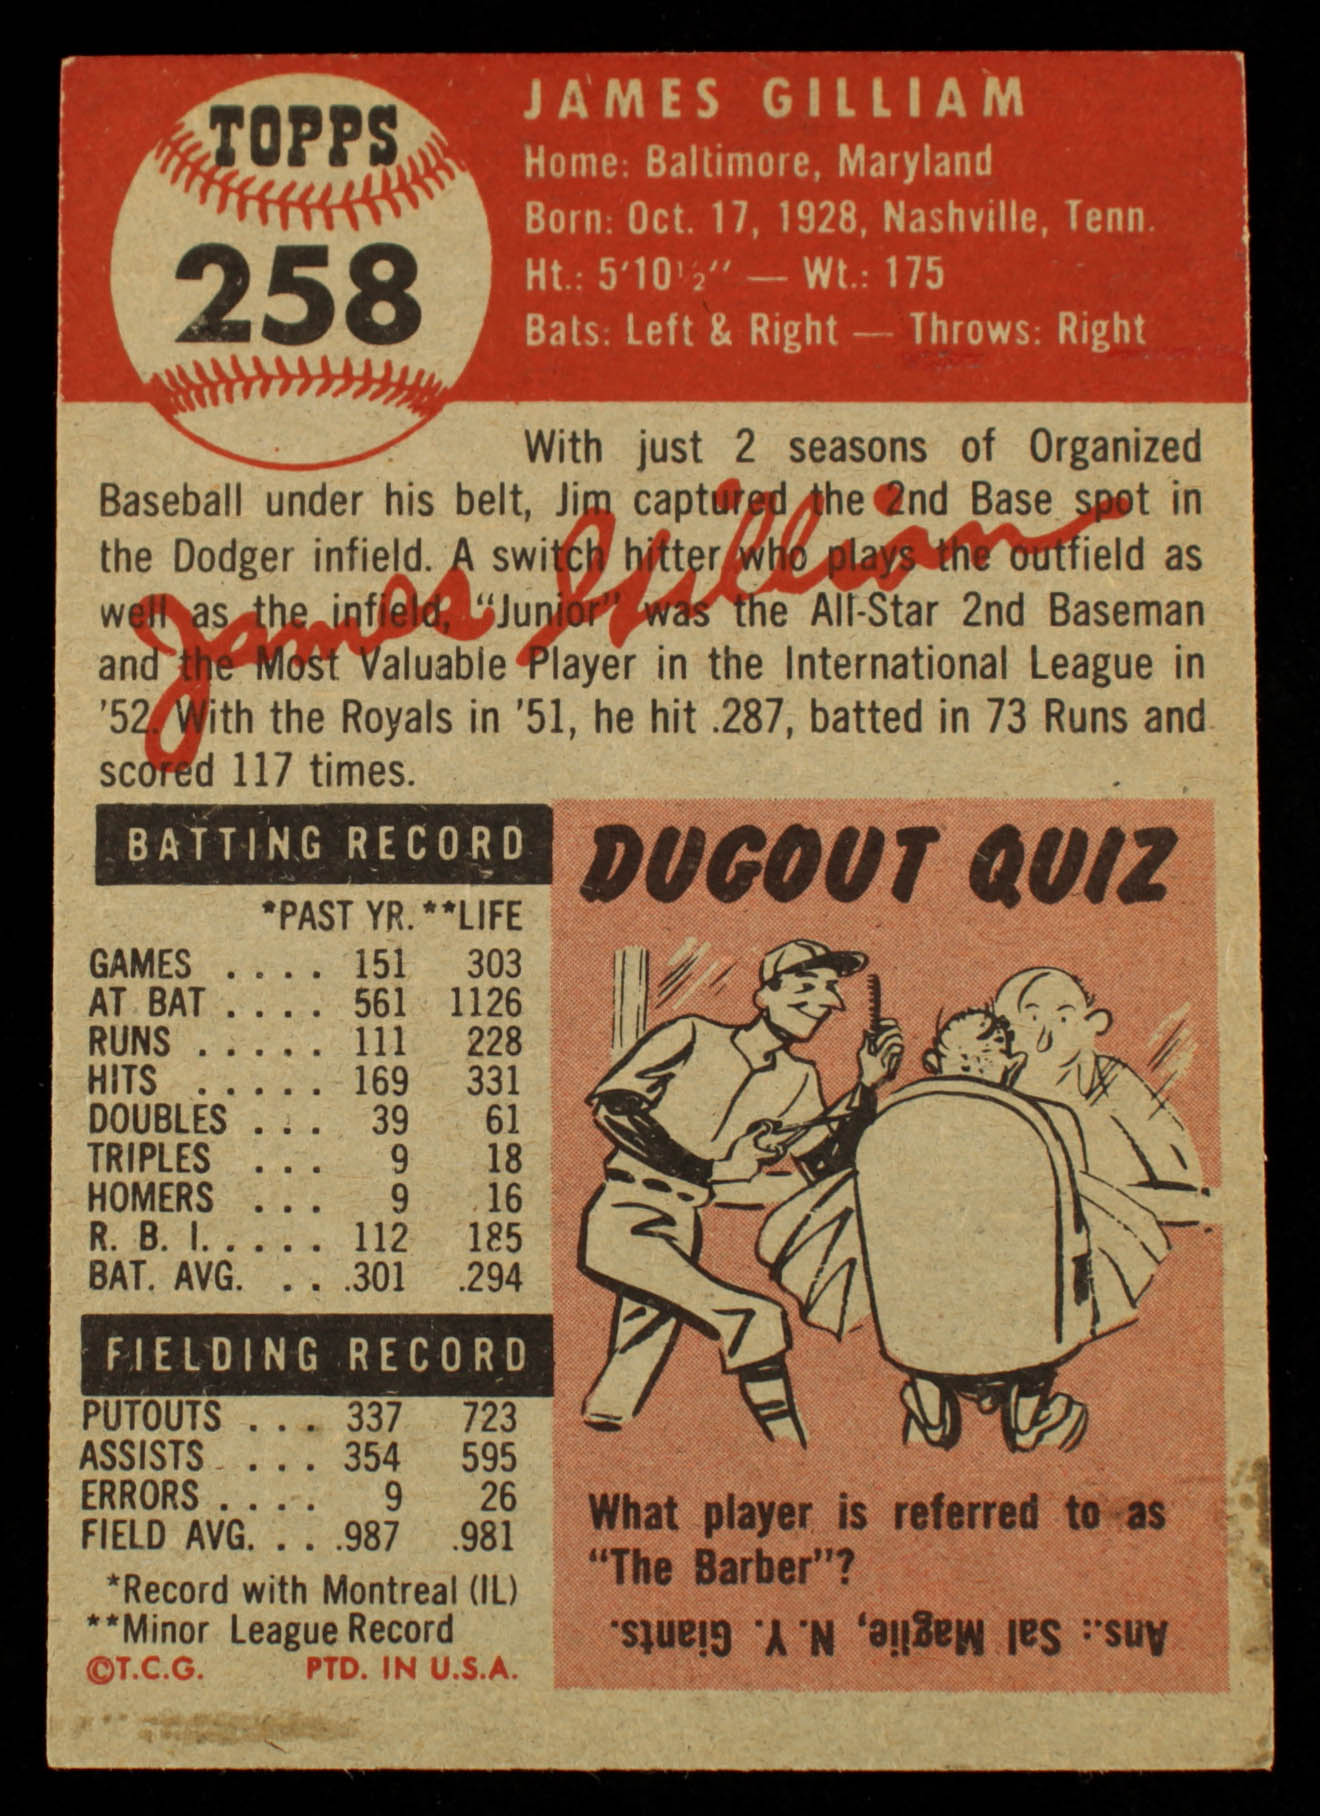 TOPPS
258
JAMES GILLIAM
Home: Baltimore, Maryland
Born: Oct. 17, 1928, Nashville, Tenn.
Ht.: 5'10½" — Wt.: 175
Bats: Left & Right — Throws: Right
With just 2 seasons of Organized
Baseball under his belt, Jim captured the 2nd Base spot in
the Dodger infield. A switch hitter who plays the outfield as
well as the infield, "Junior" was the All-Star 2nd Baseman
and the Most Valuable Player in the International League in
'52. With the Royals in '51, he hit .287, batted in 73 Runs and
scored 117 times.
James Gilliam
BATTING RECORD
*PAST YR. **LIFE
GAMES .... 151 303
AT BAT .... 561 1126
RUNS ..... 111 228
HITS ..... 169 331
DOUBLES ... 39 61
TRIPLES ... 9 18
HOMERS ... 9 16
R. B. I. .... 112 185
BAT. AVG. .. .301 .294
FIELDING RECORD
PUTOUTS ... 337 723
ASSISTS .... 354 595
ERRORS .... 9 26
FIELD AVG. .. .987 .981
*Record with Montreal (IL)
**Minor League Record
©T.C.G. PTD. IN U.S.A.
DUGOUT QUIZ
What player is referred to as
"The Barber"?
Ans.: Sal Maglie, N. Y. Giants.